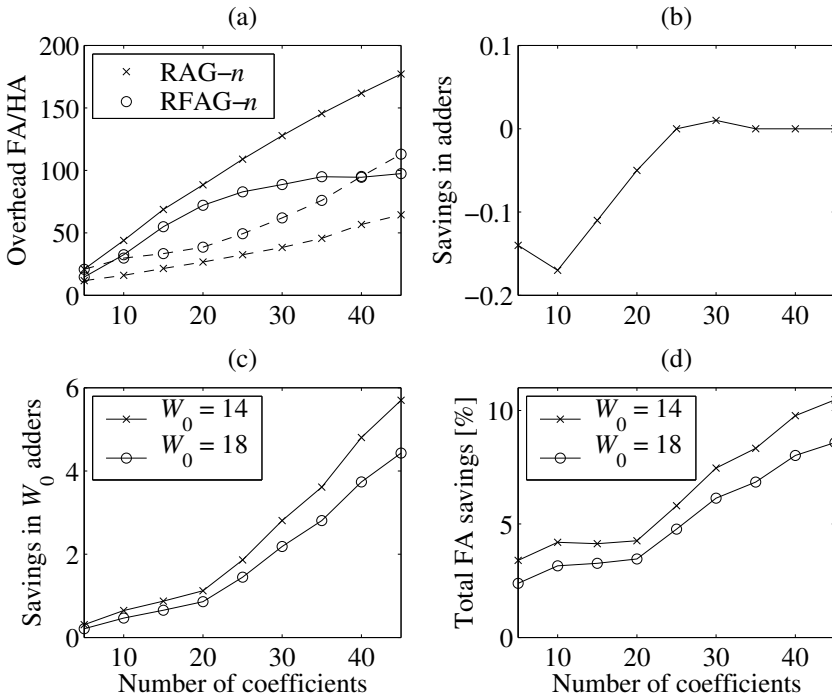 (a)
200
150
100
50
0
10 20 30 40
Overhead FA/HA
RAG–n
RFAG–n
(b)
0.1
0
−0.1
−0.2
10 20 30 40
Savings in adders
(c)
6
4
2
0
10 20 30 40
Savings in W0 adders
W0 = 14
W0 = 18
Number of coefficients
(d)
10
5
0
10 20 30 40
Total FA savings [%]
W0 = 14
W0 = 18
Number of coefficients